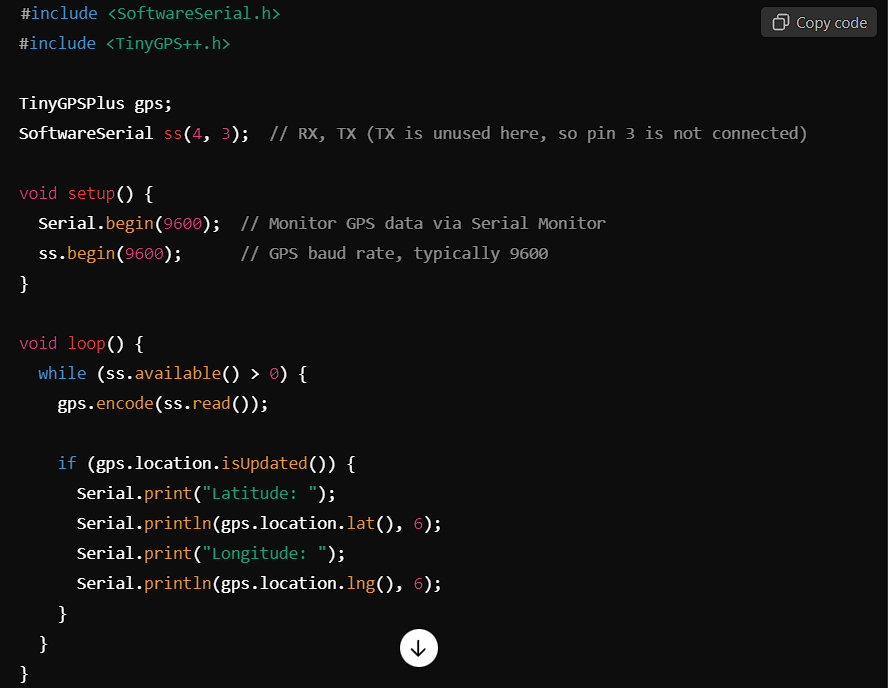 #include <SoftwareSerial.h>
Copy code
#include <TinyGPS++.h>

TinyGPSPlus gps;
SoftwareSerial ss(4, 3);  // RX, TX (TX is unused here, so pin 3 is not connected)

void setup() {
  Serial.begin(9600);  // Monitor GPS data via Serial Monitor
  ss.begin(9600);      // GPS baud rate, typically 9600
}

void loop() {
  while (ss.available() > 0) {
    gps.encode(ss.read());

    if (gps.location.isUpdated()) {
      Serial.print("Latitude: ");
      Serial.println(gps.location.lat(), 6);
      Serial.print("Longitude: ");
      Serial.println(gps.location.lng(), 6);
    }
  }
}